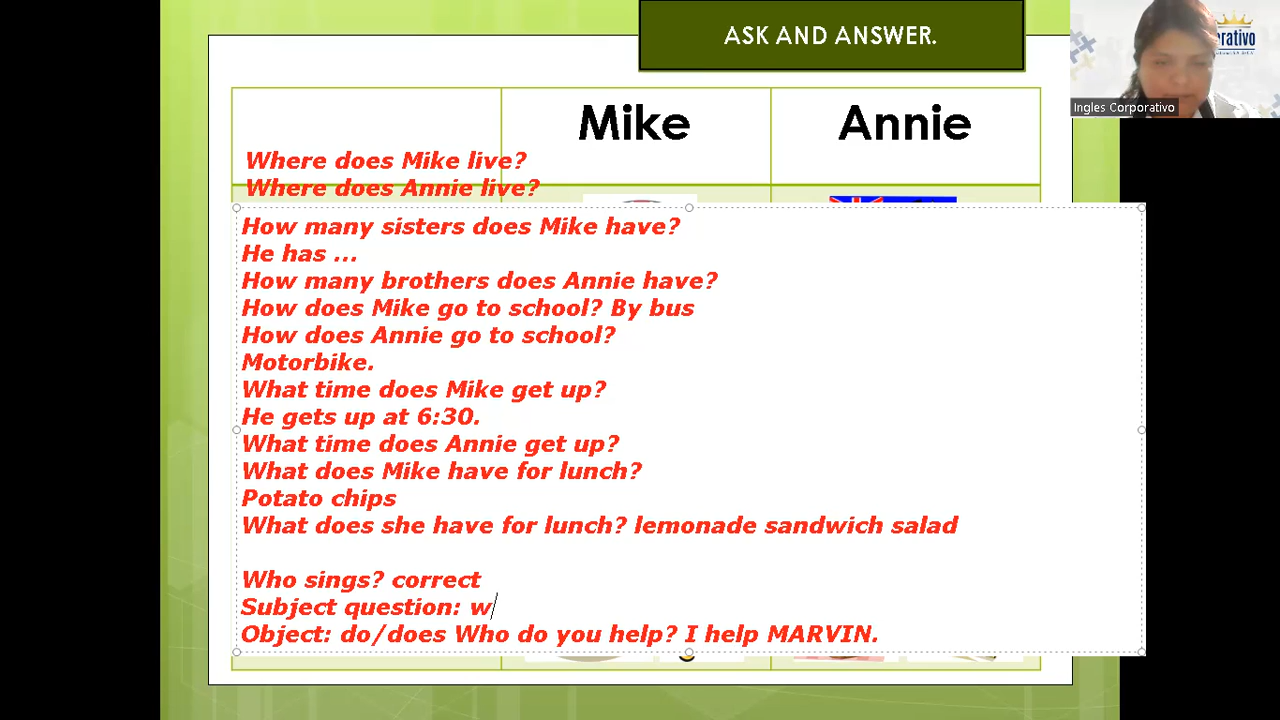 ASK AND ANSWER.
rativo
Ingles Corporativo
Mike
Annie
Where does Mike live?
Where does Annie live?
How many sisters does Mike have?
He has ...
How many brothers does Annie have?
How does Mike go to school? By bus
How does Annie go to school?
Motorbike.
What time does Mike get up?
He gets up at 6:30.
What time does Annie get up?
What does Mike have for lunch?
Potato chips
What does she have for lunch? lemonade sandwich salad
Who sings? correct
Subject question: w
Object: do/does Who do you help? I help MARVIN.